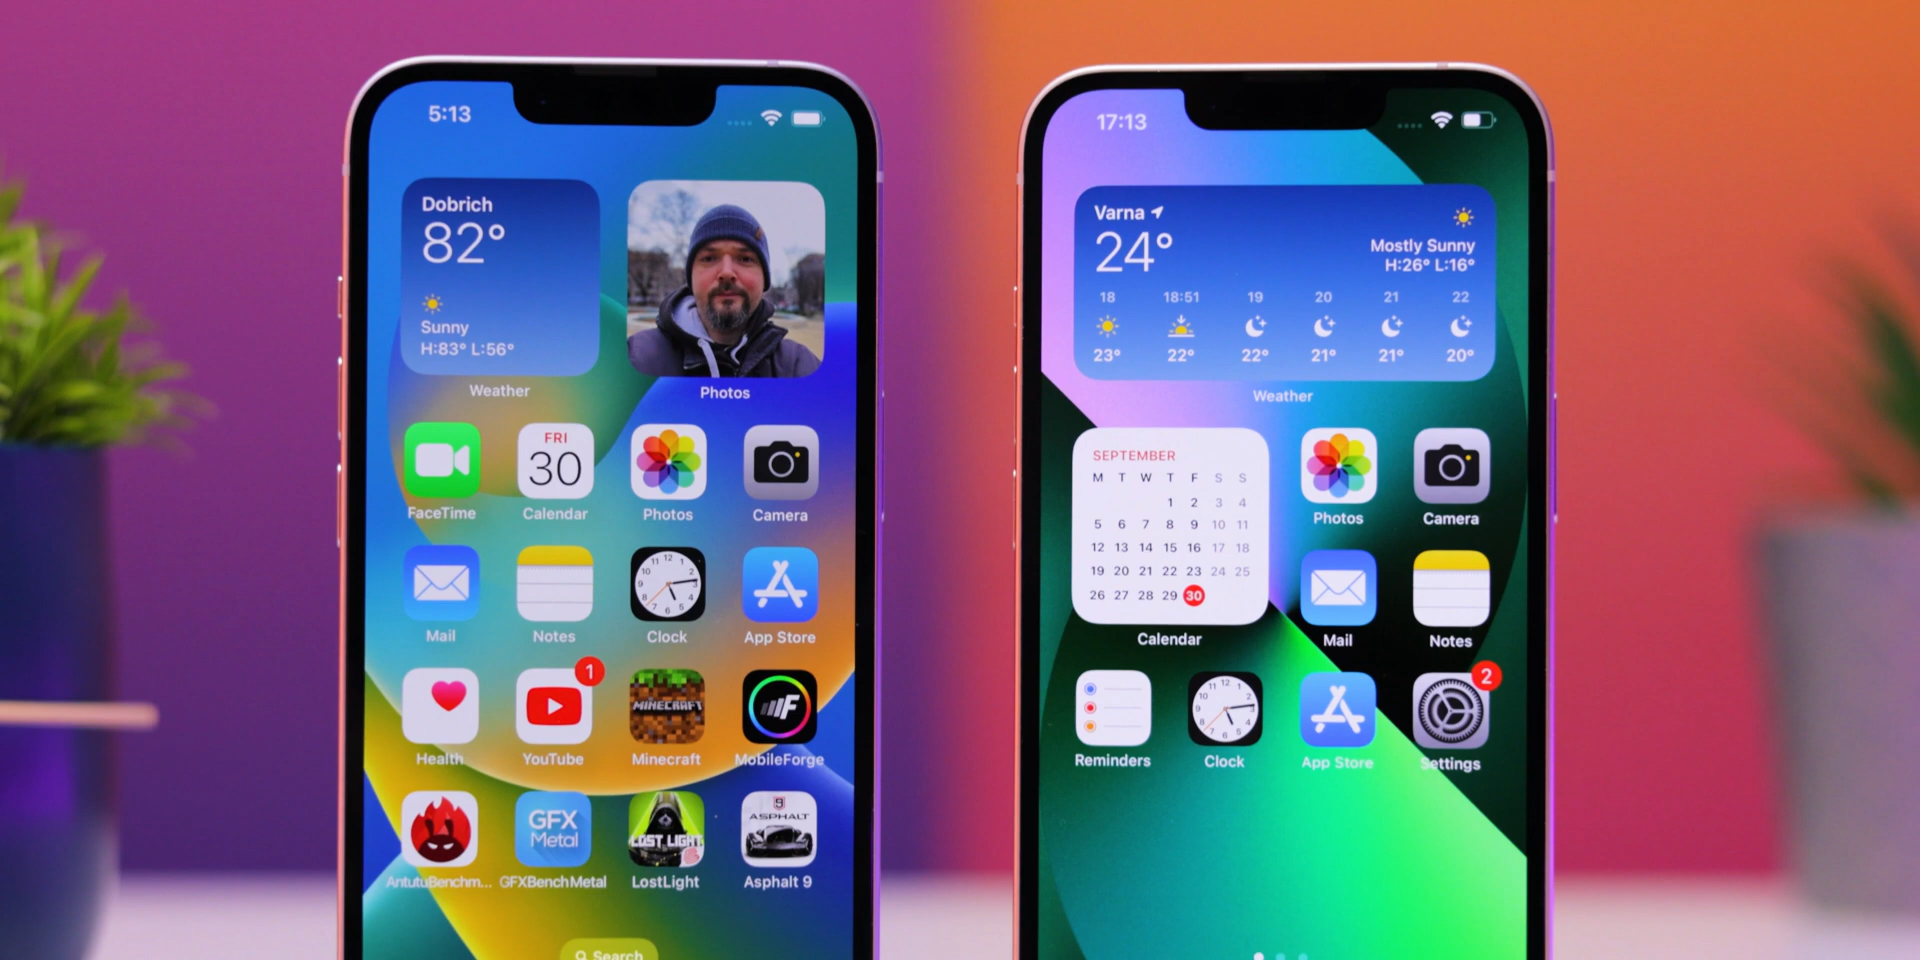 5:13
Dobrich
82°
Sunny
H:83° L:56°
Weather
Photos
FRI
30
FaceTime
Calendar
Photos
Camera
Mail
Notes
Clock
App Store
1
MINECRAFT
Health
YouTube
Minecraft
MobileForge
GFX
Metal
LOST LIGHT
9
ASPHALT
AntutuBenchm...
GFXBenchMetal
LostLight
Asphalt 9
Search
17:13
Varna
24°
Mostly Sunny
H:26° L:16°
18 18:51 19 20 21 22
23° 22° 22° 21° 21° 20°
Weather
SEPTEMBER
M T W T F S S
1 2 3 4
5 6 7 8 9 10 11
12 13 14 15 16 17 18
19 20 21 22 23 24 25
26 27 28 29 30
Calendar
Photos
Camera
Mail
Notes
2
Reminders
Clock
App Store
Settings